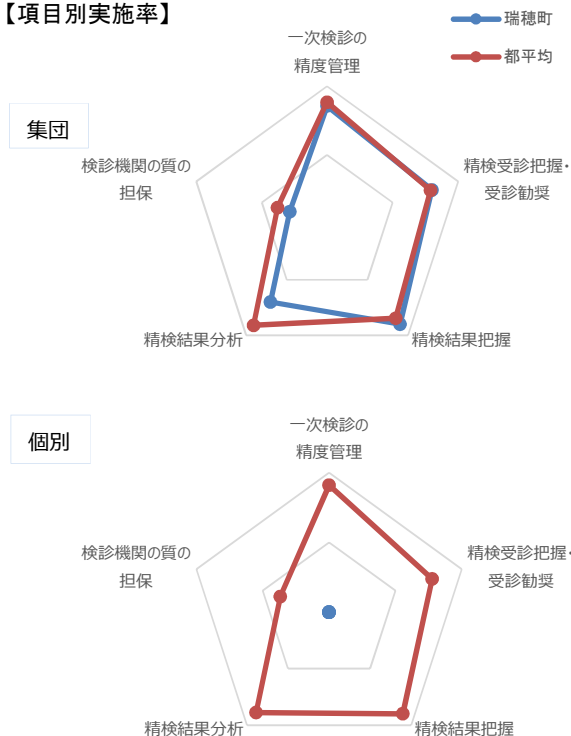 【項目別実施率】
瑞穂町
都平均
集団
一次検診の
精度管理
精検受診把握・
受診勧奨
精検結果把握
精検結果分析
検診機関の質の
担保
個別
一次検診の
精度管理
精検受診把握・
受診勧奨
精検結果把握
精検結果分析
検診機関の質の
担保